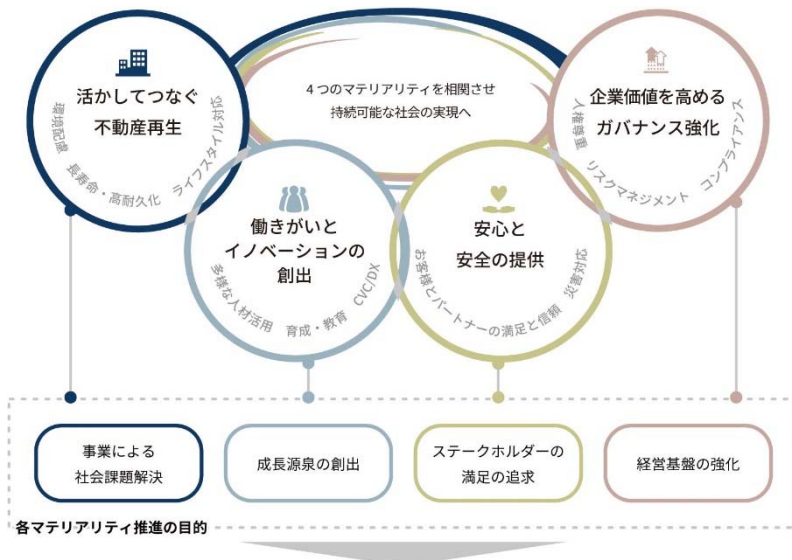 4つのマテリアリティを相関させ
持続可能な社会の実現へ
活かしてつなぐ
不動産再生
環境配慮 長寿命・高耐久化 ライフスタイル対応
働きがいと
イノベーションの
創出
多様な人材活用 育成・教育 CVC/DX
安心と
安全の提供
お客様とパートナーの満足と信頼 災害対応
企業価値を高める
ガバナンス強化
人権尊重 リスクマネジメント コンプライアンス
事業による
社会課題解決
成長源泉の創出
ステークホルダーの
満足の追求
経営基盤の強化
各マテリアリティ推進の目的